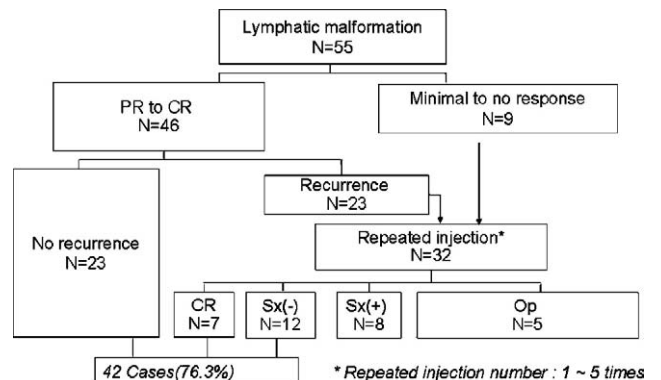 Lymphatic malformation
N=55
PR to CR
N=46
Minimal to no response
N=9
Recurrence
N=23
No recurrence
N=23
Repeated injection*
N=32
CR
N=7
Sx(-)
N=12
Sx(+)
N=8
Op
N=5
42 Cases(76.3%)
* Repeated injection number : 1 ~ 5 times